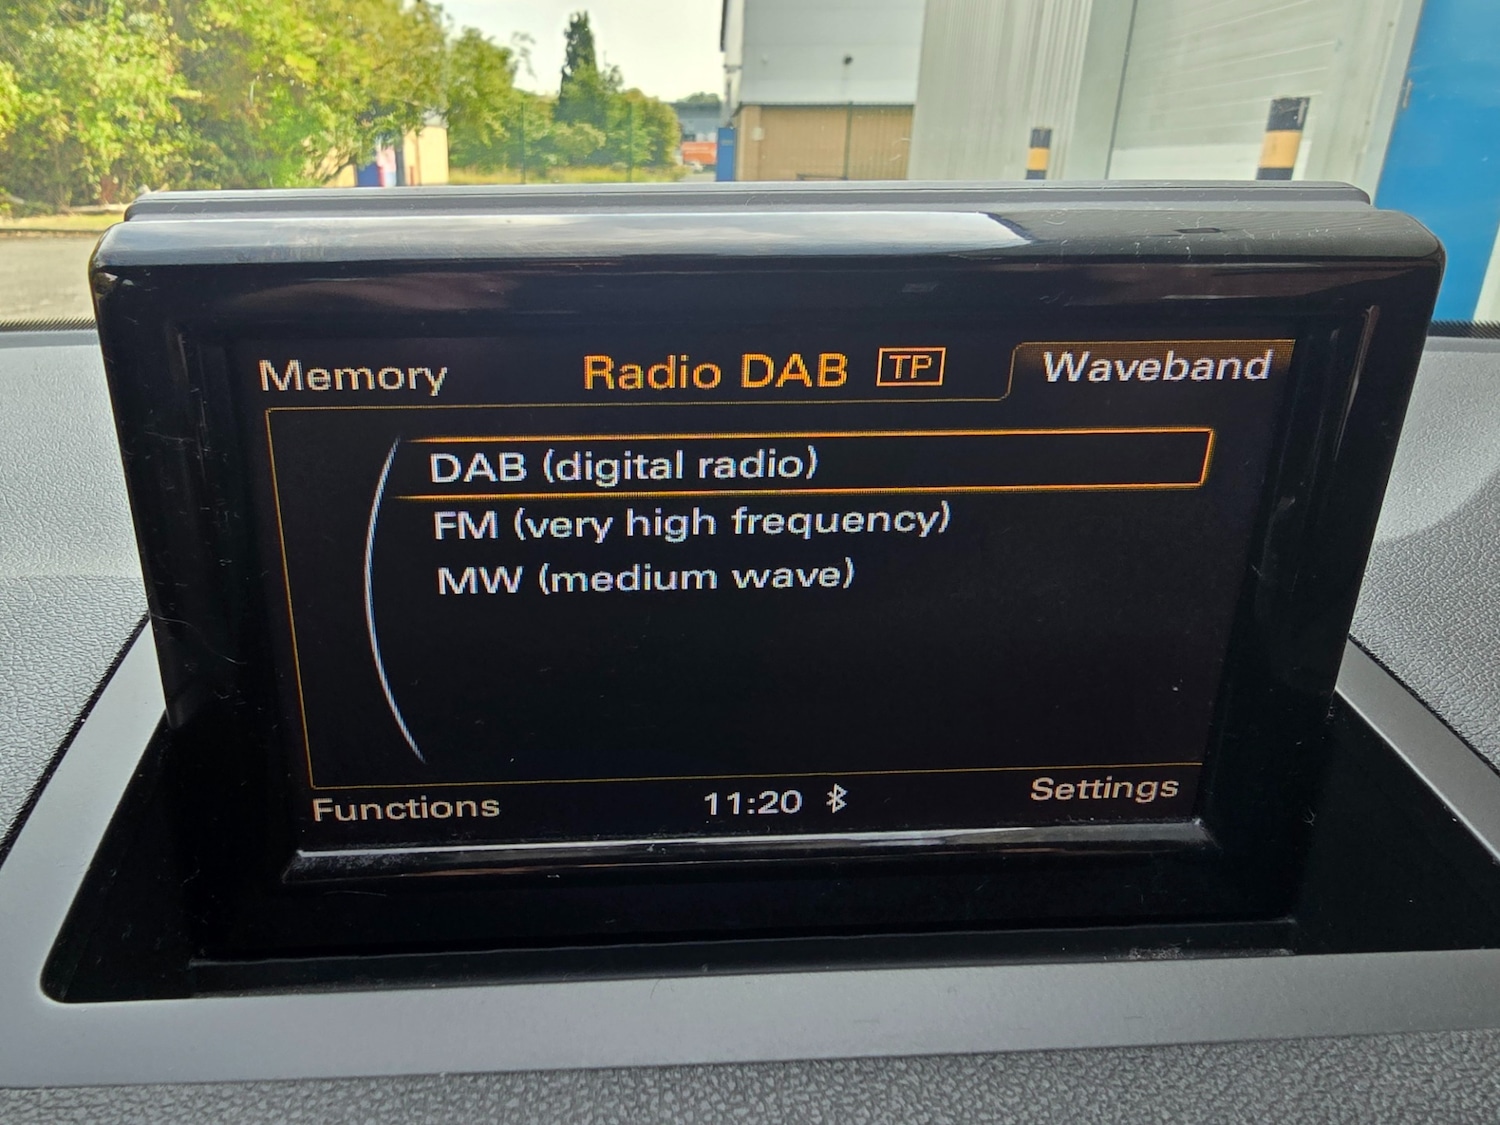 Memory Radio DAB TP Waveband
DAB (digital radio)
FM (very high frequency)
MW (medium wave)
Functions 11:20 Settings